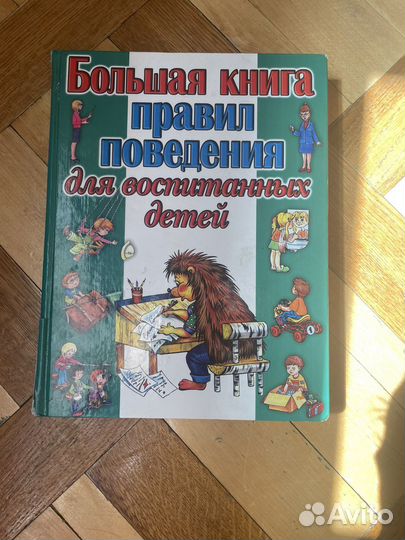 Большая книга
правил
поведения
для воспитанных
детей
Avito